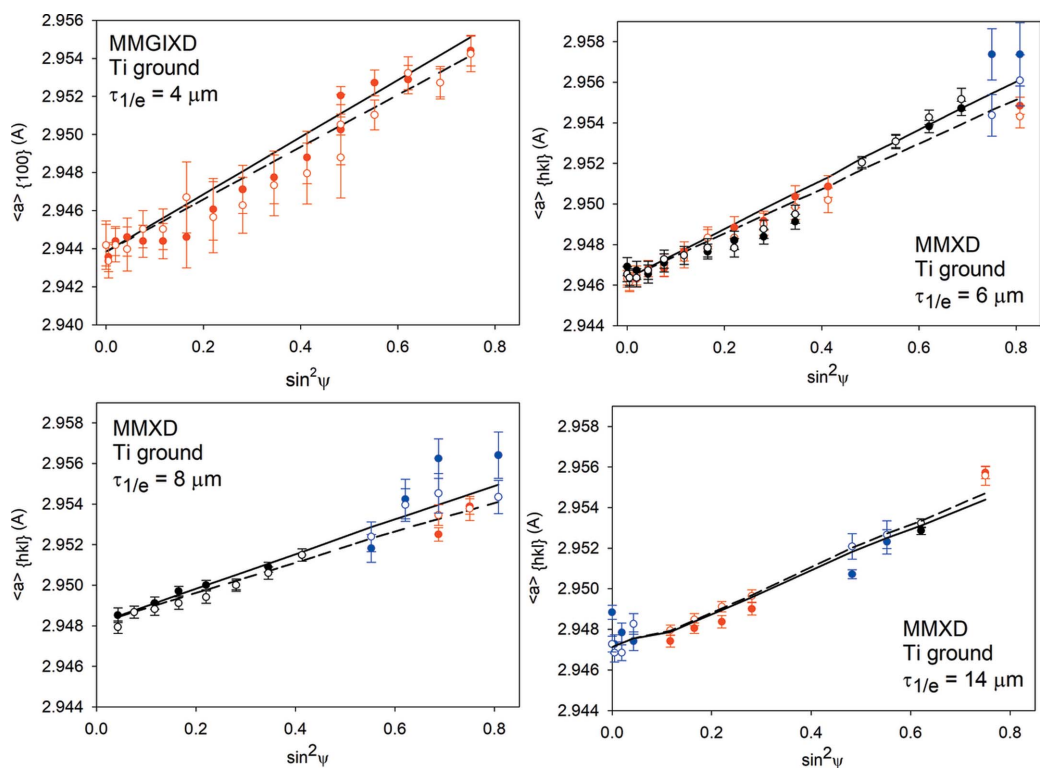 2.956
2.954
2.952
2.950
2.948
2.946
2.944
2.942
2.940
<a> {100} (A)
MMGIXD
Ti ground
τ1/e = 4 μm
0.0 0.2 0.4 0.6 0.8
sin²ψ
2.958
2.956
2.954
2.952
2.950
2.948
2.946
2.944
<a> {hkl} (A)
MMXD
Ti ground
τ1/e = 6 μm
0.0 0.2 0.4 0.6 0.8
sin²ψ
2.958
2.956
2.954
2.952
2.950
2.948
2.946
2.944
<a> {hkl} (A)
MMXD
Ti ground
τ1/e = 8 μm
0.0 0.2 0.4 0.6 0.8
sin²ψ
2.958
2.956
2.954
2.952
2.950
2.948
2.946
2.944
<a> {hkl} (A)
MMXD
Ti ground
τ1/e = 14 μm
0.0 0.2 0.4 0.6 0.8
sin²ψ